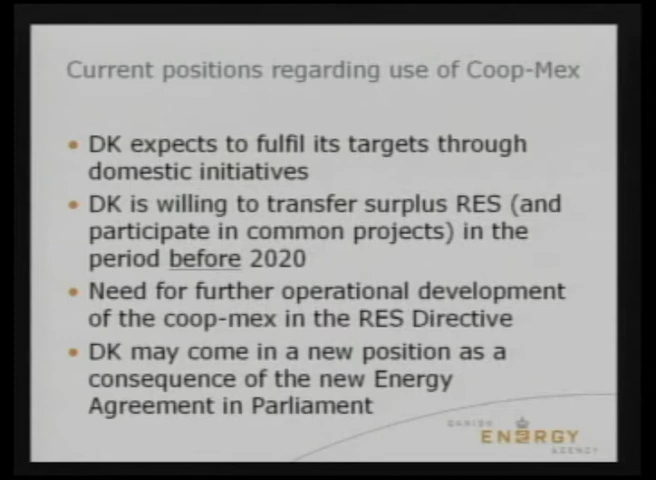 Current positions regarding use of Coop-Mex
• DK expects to fulfil its targets through
domestic initiatives
• DK is willing to transfer surplus RES (and
participate in common projects) in the
period before 2020
• Need for further operational development
of the coop-mex in the RES Directive
• DK may come in a new position as a
consequence of the new Energy
Agreement in Parliament
DANISH
ENERGY
AGENCY